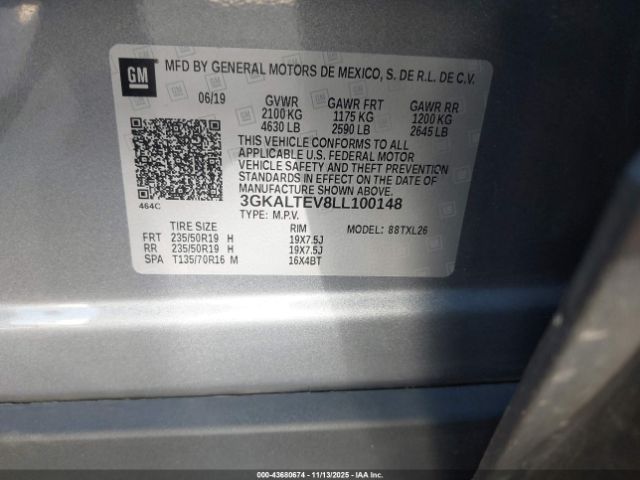 GM MFD BY GENERAL MOTORS DE MEXICO, S. DE R.L. DE C.V.
06/19 GVWR GAWR FRT GAWR RR
2100 KG 1175 KG 1200 KG
4630 LB 2590 LB 2645 LB
THIS VEHICLE CONFORMS TO ALL
APPLICABLE U.S. FEDERAL MOTOR
VEHICLE SAFETY AND THEFT PREVENTION
STANDARDS IN EFFECT ON THE DATE OF
MANUFACTURE SHOWN ABOVE.
464C 3GKALTEV8LL100148
TYPE: M.P.V. MODEL: 88TXL26
TIRE SIZE RIM
FRT 235/50R19 H 19X7.5J
RR 235/50R19 H 19X7.5J
SPA T135/70R16 M 16X4BT
000-43680674 - 11/13/2025 - IAAI.COM